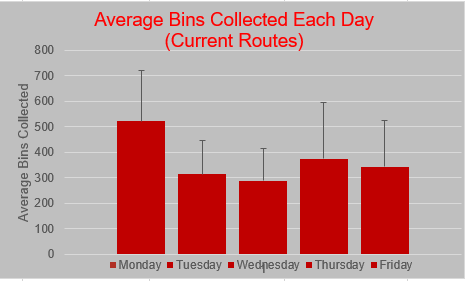 Average Bins Collected Each Day
(Current Routes)
800
700
600
500
400
300
200
100
0
Average Bins Collected
Monday Tuesday Wednesday Thursday Friday